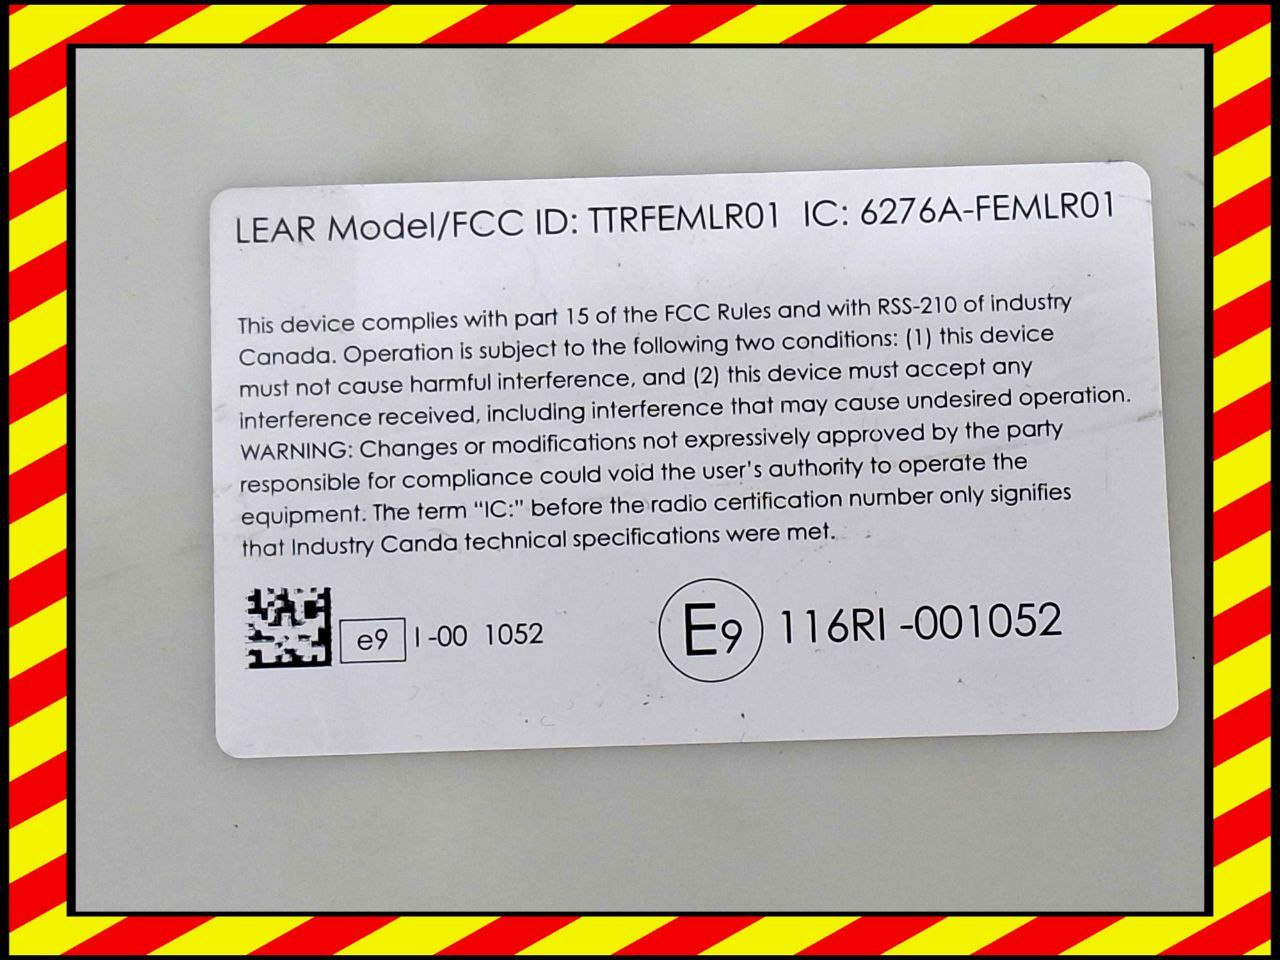 LEAR Model/FCC ID: TTRFEMLR01 IC: 6276A-FEMLR01
This device complies with part 15 of the FCC Rules and with RSS-210 of industry
Canada. Operation is subject to the following two conditions: (1) this device
must not cause harmful interference, and (2) this device must accept any
interference received, including interference that may cause undesired operation.
WARNING: Changes or modifications not expressively approved by the party
responsible for compliance could void the user's authority to operate the
equipment. The term “IC:” before the radio certification number only signifies
that Industry Canda technical specifications were met.
e9 I -00 1052
E9 116RI -001052